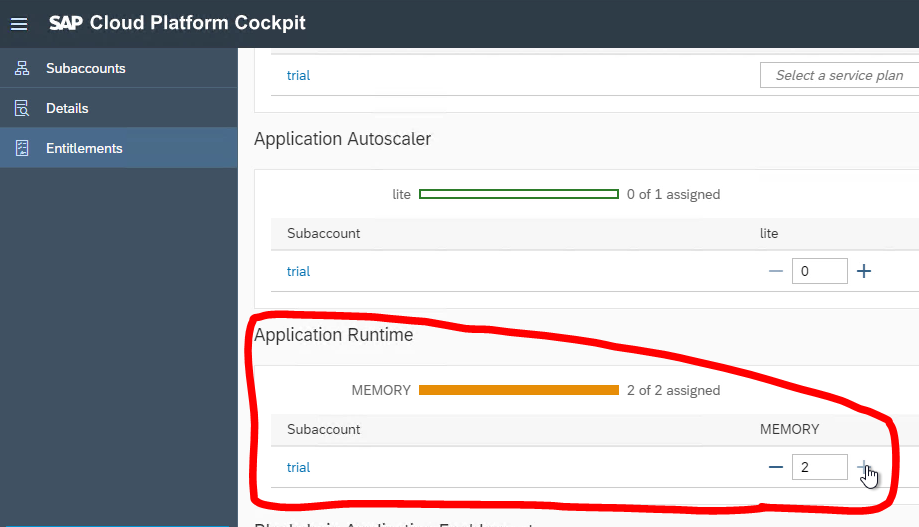 SAP Cloud Platform Cockpit
Subaccounts
Details
Entitlements
trial
Select a service plan
Application Autoscaler
lite 0 of 1 assigned
Subaccount lite
trial
0
Application Runtime
MEMORY 2 of 2 assigned
Subaccount MEMORY
trial
2